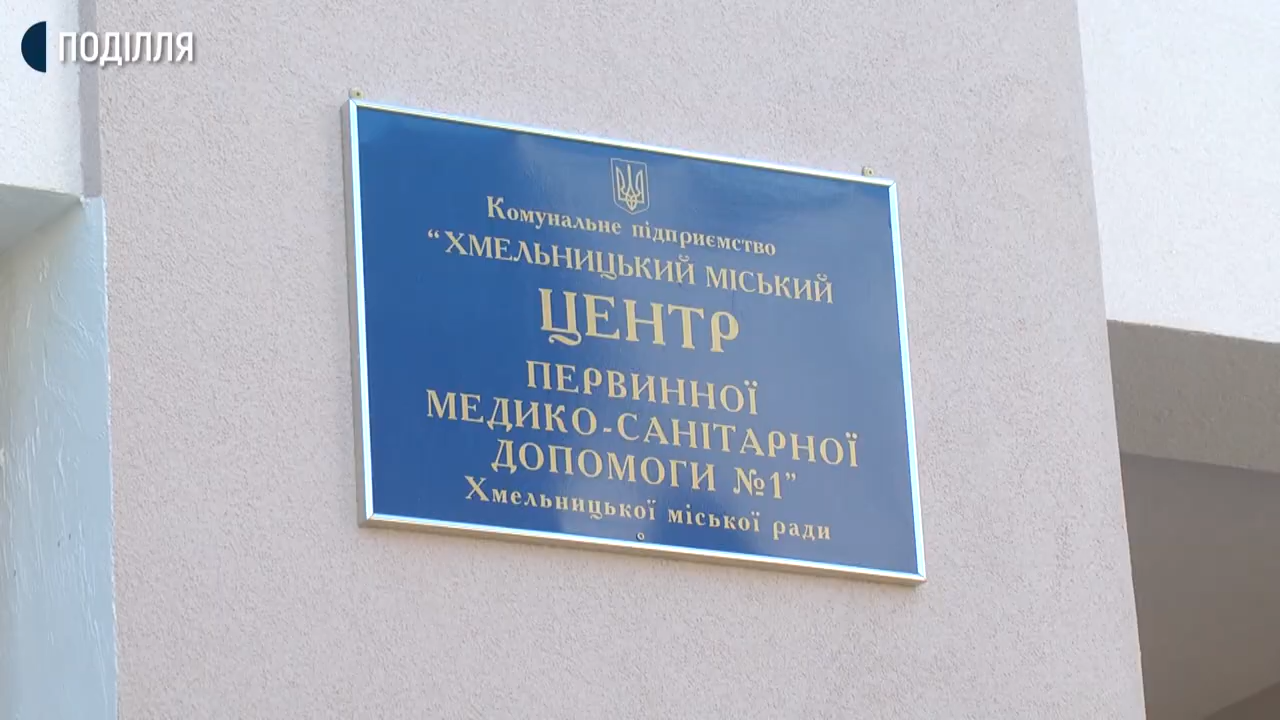 ПОДІЛЛЯ
Комунальне підприємство
“ХМЕЛЬНИЦЬКИЙ МІСЬКИЙ
ЦЕНТР
ПЕРВИННОЇ
МЕДИКО-САНІТАРНОЇ
ДОПОМОГИ №1”
Хмельницької міської ради